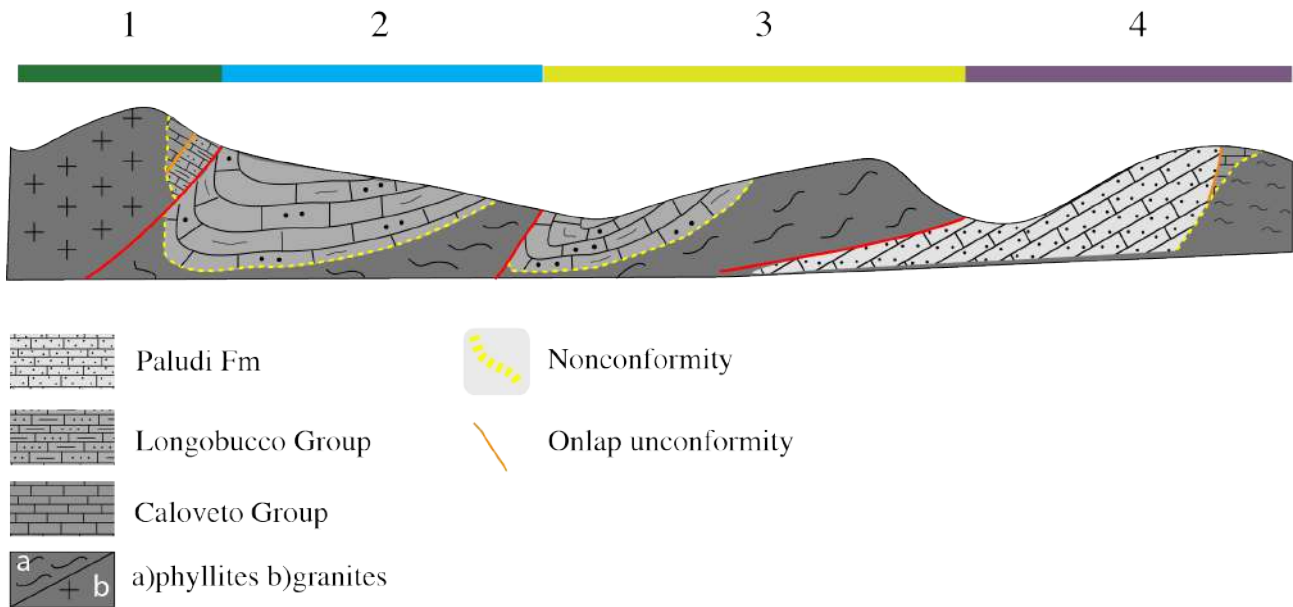 1 2 3 4
Paludi Fm
Nonconformity
Longobucco Group
Onlap unconformity
Caloveto Group
a
b
a)phyllites b)granites